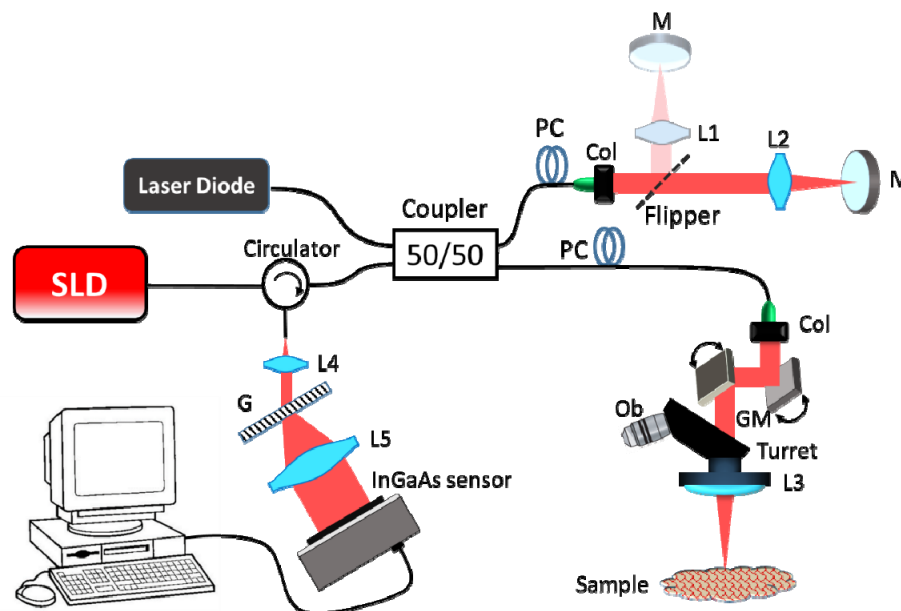 M
PC
Col
L1
L2
M
Flipper
Laser Diode
Coupler
50/50
Circulator
PC
SLD
Col
L4
G
L5
InGaAs sensor
Ob
GM
Turret
L3
Sample